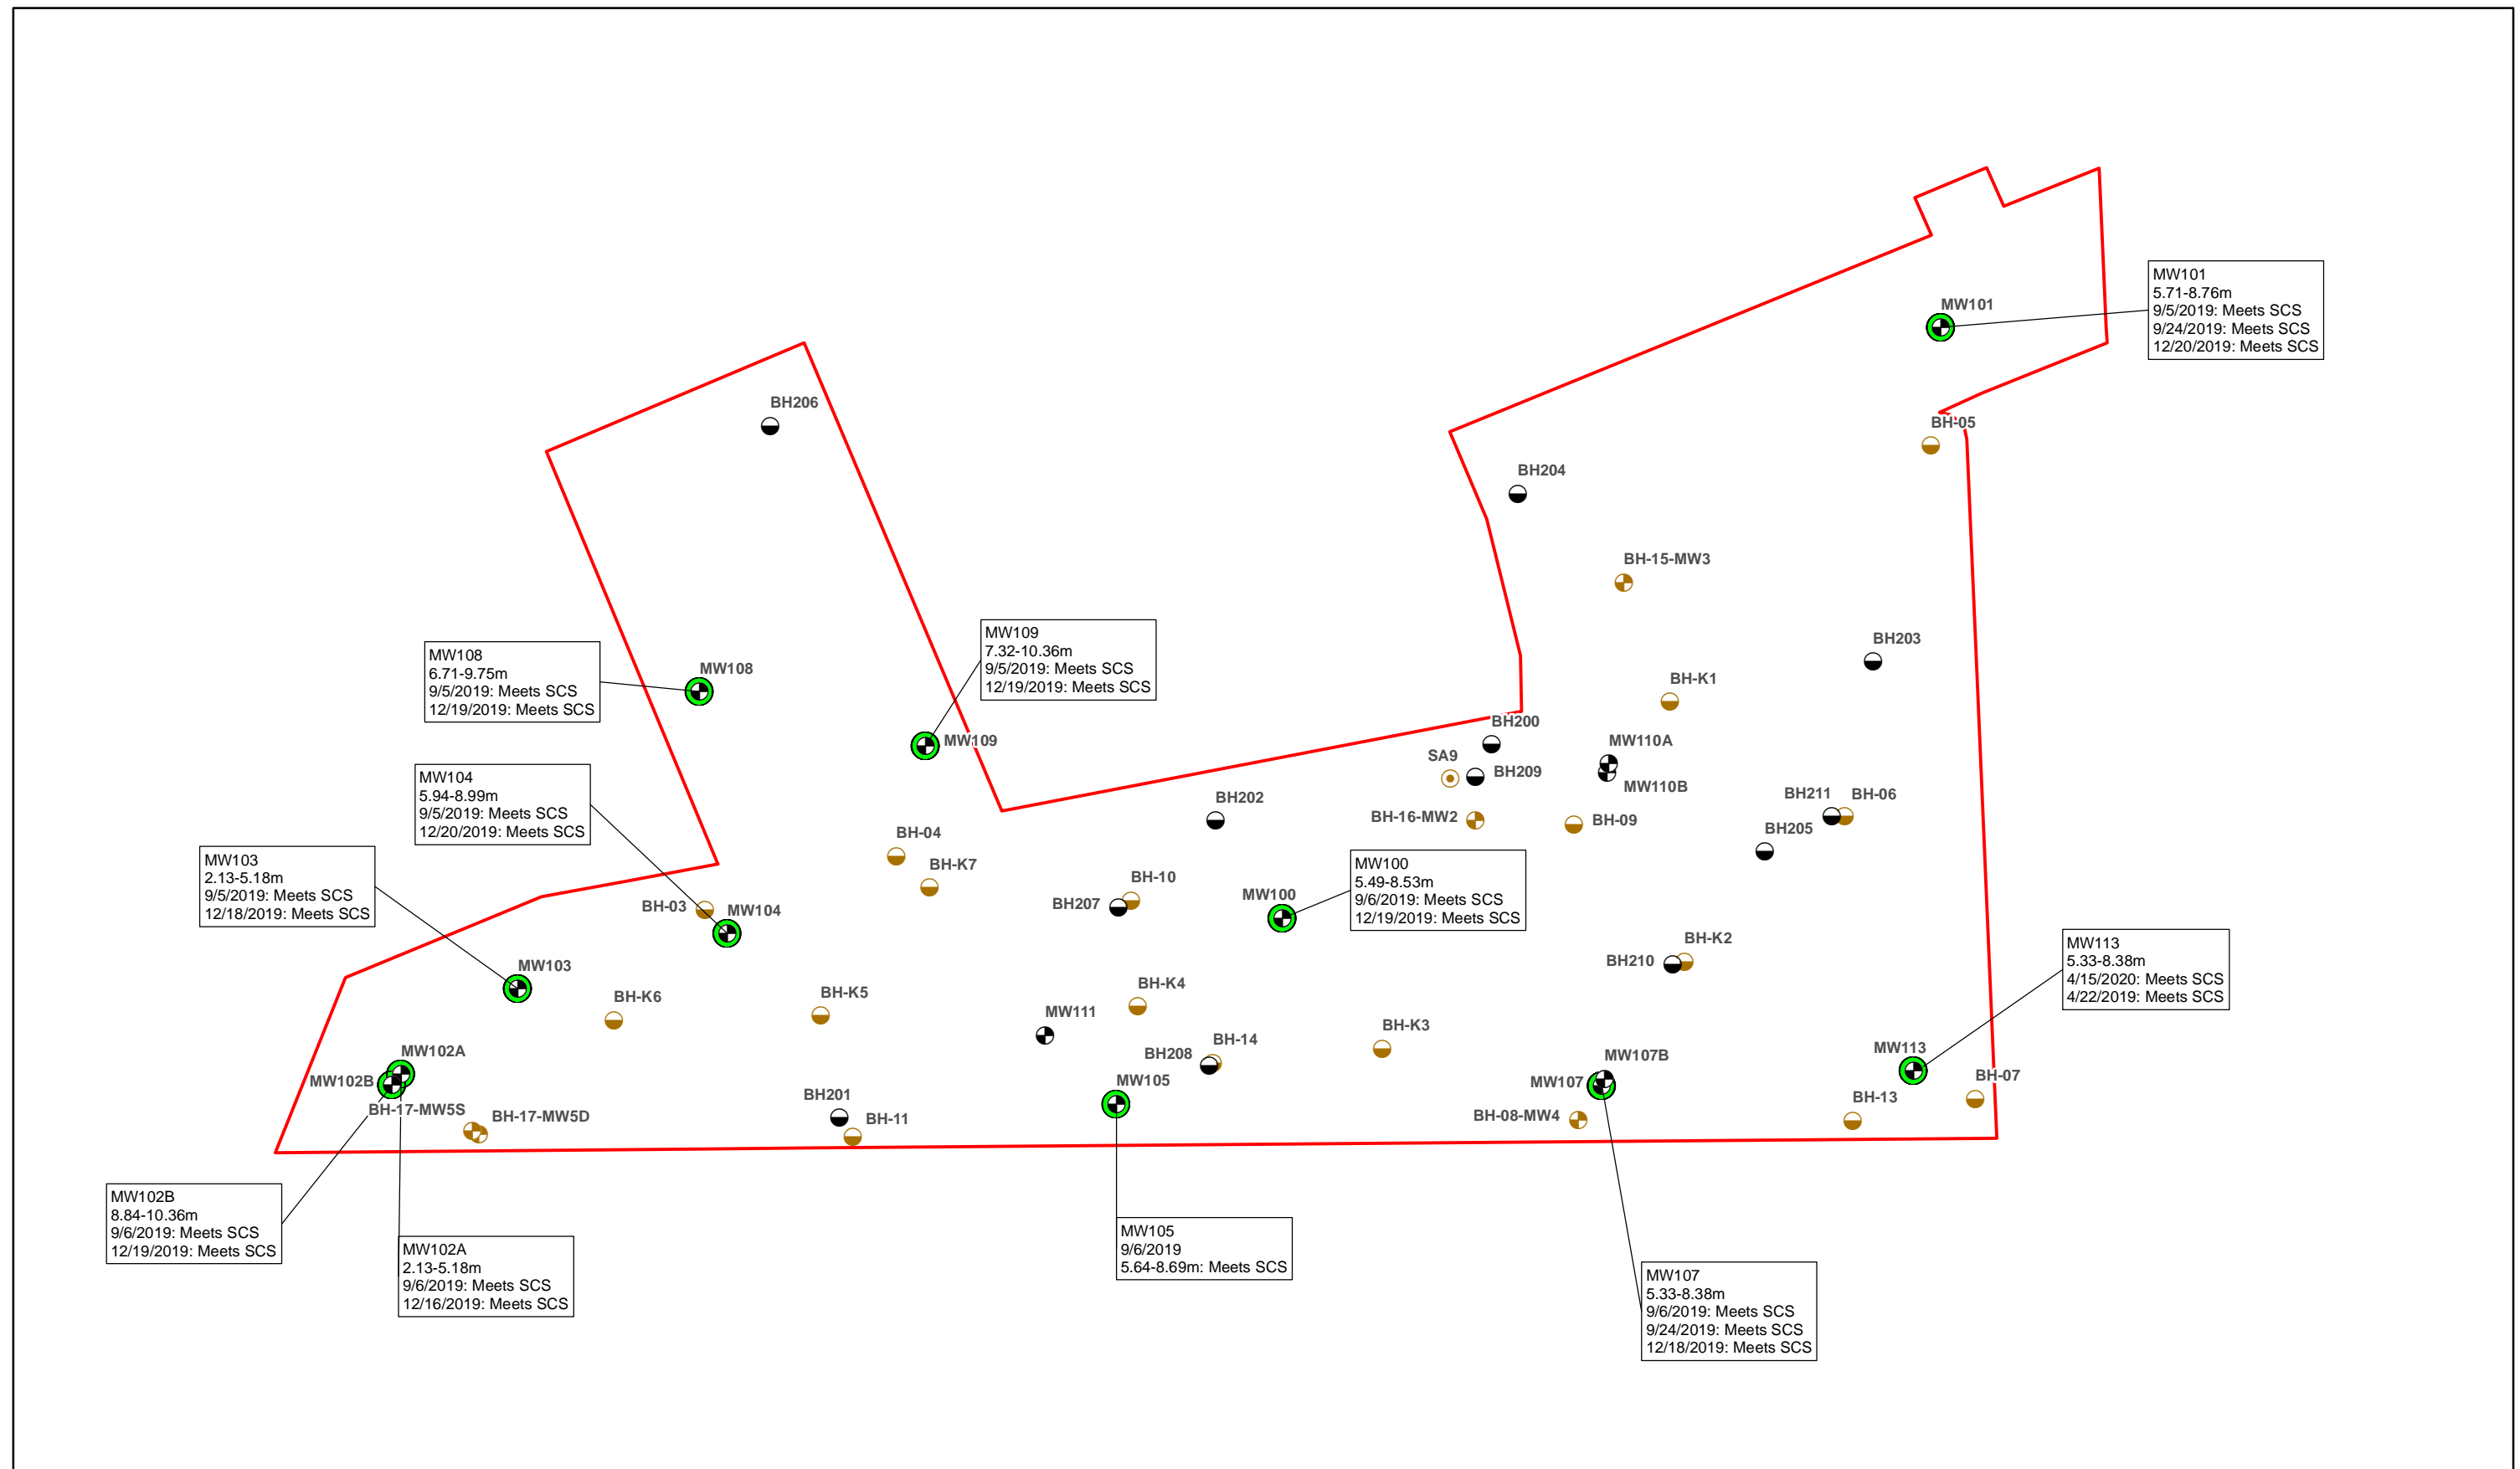 MW101
5.71-8.76m
9/5/2019: Meets SCS
9/24/2019: Meets SCS
12/20/2019: Meets SCS
MW101
BH206
BH-05
BH204
BH-15-MW3
MW109
7.32-10.36m
9/5/2019: Meets SCS
12/19/2019: Meets SCS
MW108
6.71-9.75m
9/5/2019: Meets SCS
12/19/2019: Meets SCS
MW108
BH203
BH-K1
BH200
MW109
MW110A
SA9
BH209
MW110B
MW104
5.94-8.99m
9/5/2019: Meets SCS
12/20/2019: Meets SCS
BH202
BH211
BH-06
BH-16-MW2
BH-09
BH205
BH-04
BH-K7
MW103
2.13-5.18m
9/5/2019: Meets SCS
12/18/2019: Meets SCS
MW100
5.49-8.53m
9/6/2019: Meets SCS
12/19/2019: Meets SCS
BH-10
MW100
BH207
BH-03
MW104
BH-K2
BH210
MW113
5.33-8.38m
4/15/2020: Meets SCS
4/22/2019: Meets SCS
MW103
BH-K6
BH-K5
BH-K4
MW111
BH-K3
BH-14
BH208
MW102A
MW102B
MW105
MW107B
MW107
MW113
BH-07
BH-13
BH-17-MW5S
BH-17-MW5D
BH201
BH-11
BH-08-MW4
MW102B
8.84-10.36m
9/6/2019: Meets SCS
12/19/2019: Meets SCS
MW102A
2.13-5.18m
9/6/2019: Meets SCS
12/16/2019: Meets SCS
MW105
9/6/2019
5.64-8.69m: Meets SCS
MW107
5.33-8.38m
9/6/2019: Meets SCS
9/24/2019: Meets SCS
12/18/2019: Meets SCS